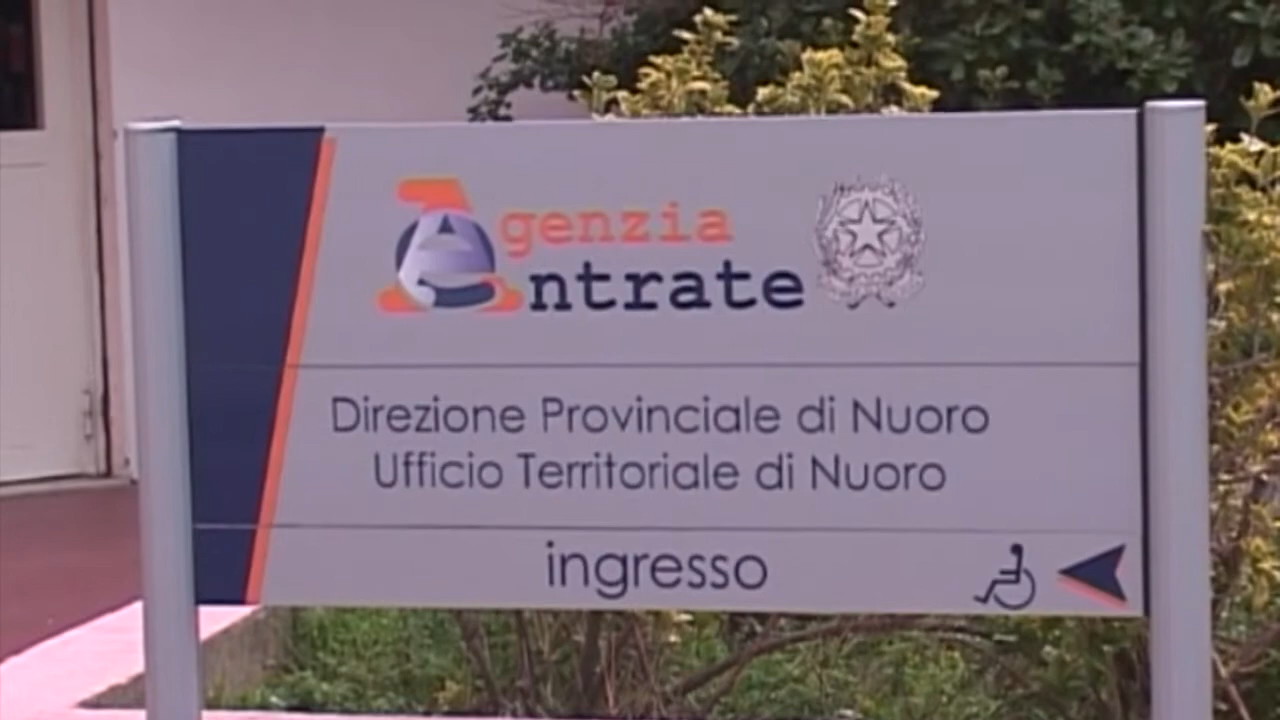 Agenzia
entrate
Direzione Provinciale di Nuoro
Ufficio Territoriale di Nuoro
ingresso